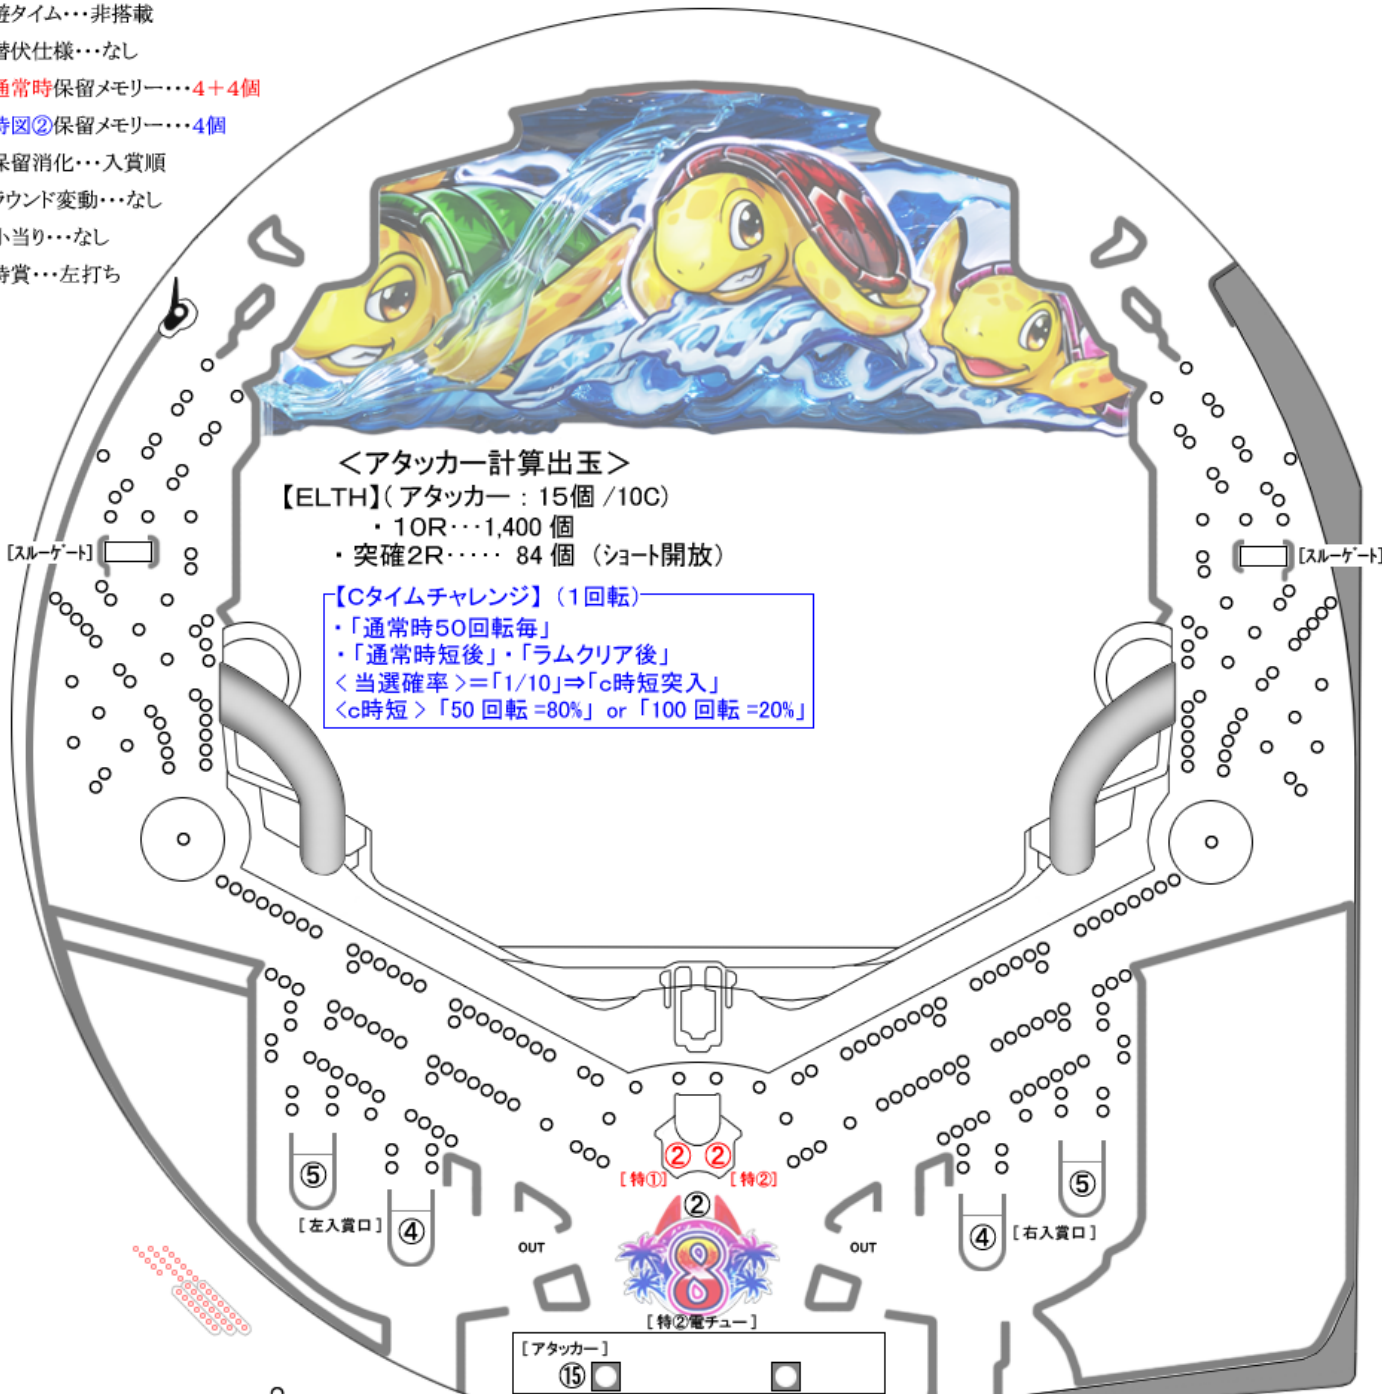 遊タイム・・・非搭載
潜伏仕様・・・なし
通常時保留メモリー・・・4＋4個
特図②保留メモリー・・・4個
保留消化・・・入賞順
ラウンド変動・・・なし
小当り・・・なし
特賞・・・左打ち
＜アタッカー計算出玉＞
【ELTH】( アタッカー : 15個 /10C)
・10R・・・1,400 個
・突確2R・・・・・ 84 個 （ショート開放）
[スルーゲート]
[スルーゲート]
【Cタイムチャレンジ】（1回転）
・「通常時50回転毎」
・「通常時短後」・「ラムクリア後」
< 当選確率 >=「1/10」⇒「c時短突入」
<c時短 > 「50 回転 =80%」 or 「100 回転 =20%」
② ②
[ 特① ] [ 特② ]
⑤
⑤
②
[ 左入賞口 ] ④
④ [ 右入賞口 ]
OUT
OUT
8
[ 特②電チュー ]
[ アタッカー ]
⑮